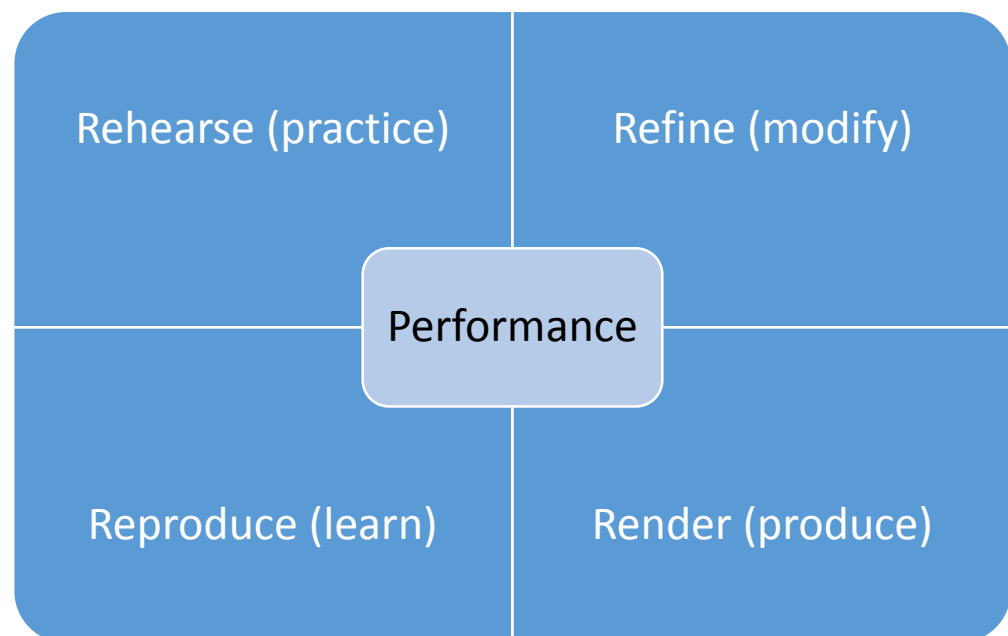 Rehearse (practice)
Refine (modify)
Performance
Reproduce (learn)
Render (produce)